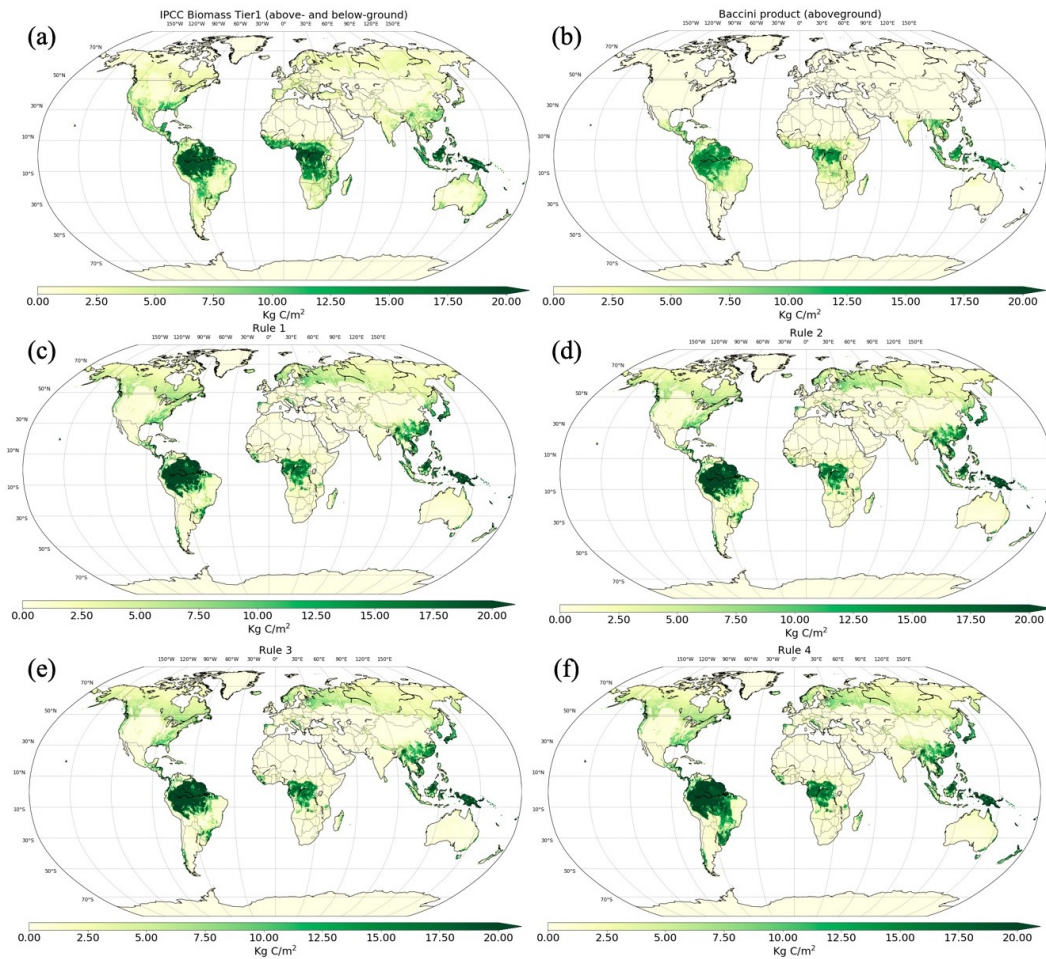 IPCC Biomass Tier1 (above- and below-ground)
Baccini product (aboveground)
150°W 120°W 90°W 60°W 30°W 0° 30°E 60°E 90°E 120°E 150°E
150°W 120°W 90°W 60°W 30°W 0° 30°E 60°E 90°E 120°E 150°E
(a)
(b)
70°N
70°N
50°N
50°N
30°N
30°N
10°N
10°N
10°S
10°S
30°S
30°S
50°S
50°S
70°S
70°S
0.00 2.50 5.00 7.50 10.00 12.50 15.00 17.50 20.00
0.00 2.50 5.00 7.50 10.00 12.50 15.00 17.50 20.00
Kg C/m²
Kg C/m²
Rule 1
Rule 2
150°W 120°W 90°W 60°W 30°W 0° 30°E 60°E 90°E 120°E 150°E
150°W 120°W 90°W 60°W 30°W 0° 30°E 60°E 90°E 120°E 150°E
(c)
(d)
70°N
70°N
50°N
50°N
30°N
30°N
10°N
10°N
10°S
10°S
30°S
30°S
50°S
50°S
70°S
70°S
0.00 2.50 5.00 7.50 10.00 12.50 15.00 17.50 20.00
0.00 2.50 5.00 7.50 10.00 12.50 15.00 17.50 20.00
Kg C/m²
Kg C/m²
Rule 3
Rule 4
150°W 120°W 90°W 60°W 30°W 0° 30°E 60°E 90°E 120°E 150°E
150°W 120°W 90°W 60°W 30°W 0° 30°E 60°E 90°E 120°E 150°E
(e)
(f)
70°N
70°N
50°N
50°N
30°N
30°N
10°N
10°N
10°S
10°S
30°S
30°S
50°S
50°S
70°S
70°S
0.00 2.50 5.00 7.50 10.00 12.50 15.00 17.50 20.00
0.00 2.50 5.00 7.50 10.00 12.50 15.00 17.50 20.00
Kg C/m²
Kg C/m²